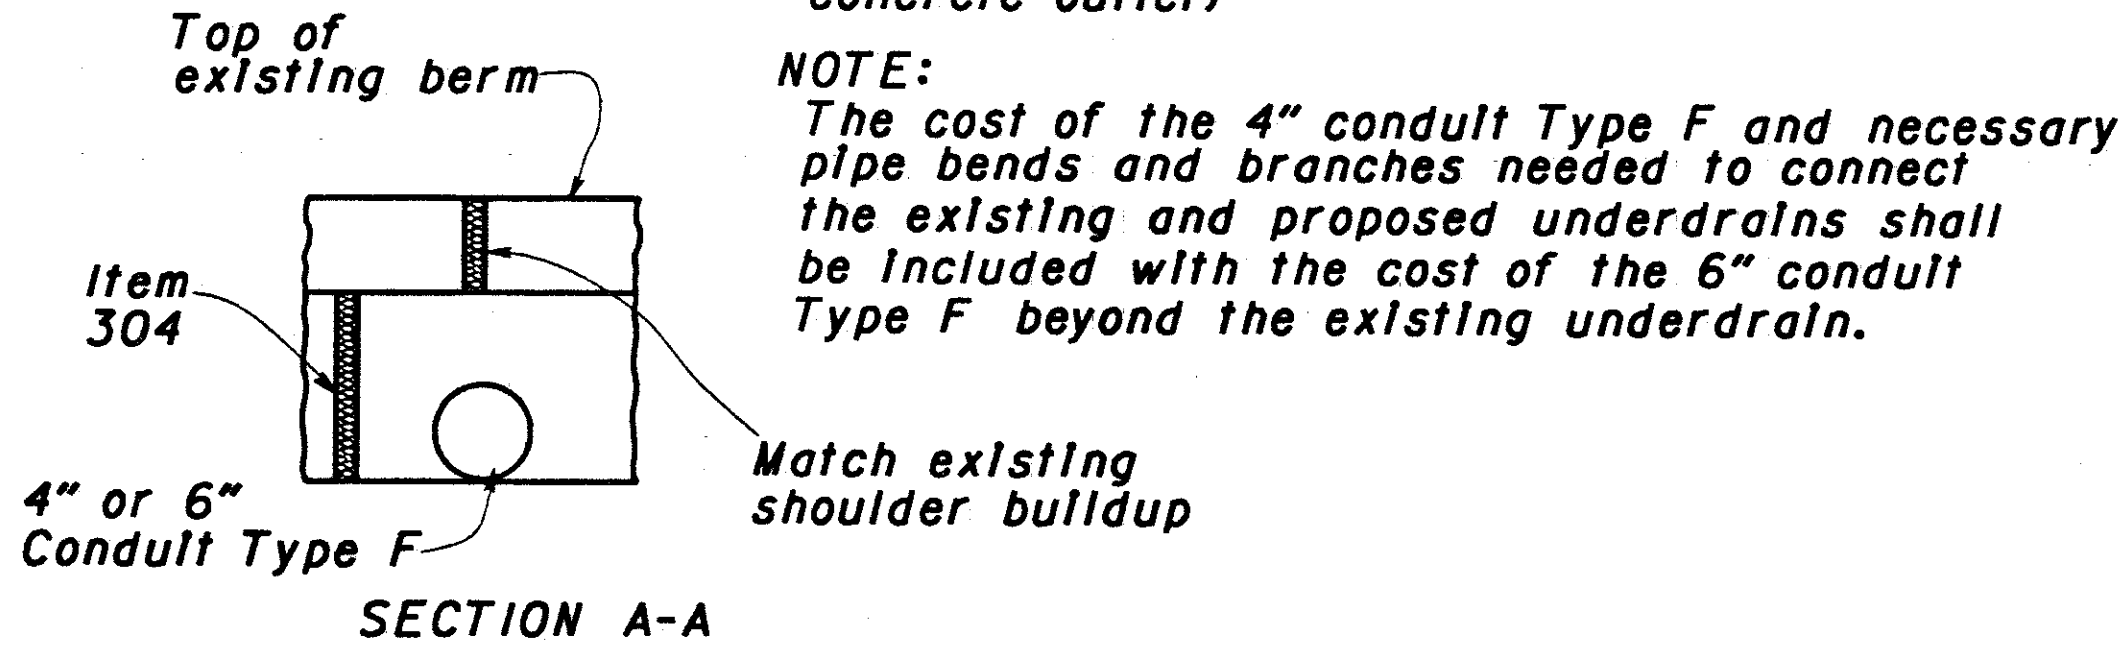 Top of
existing berm
NOTE:
The cost of the 4" conduit Type F and necessary
pipe bends and branches needed to connect
the existing and proposed underdrains shall
be included with the cost of the 6" conduit
Type F beyond the existing underdrain.
Item
304
Match existing
shoulder buildup
4" or 6"
Conduit Type F
SECTION A-A